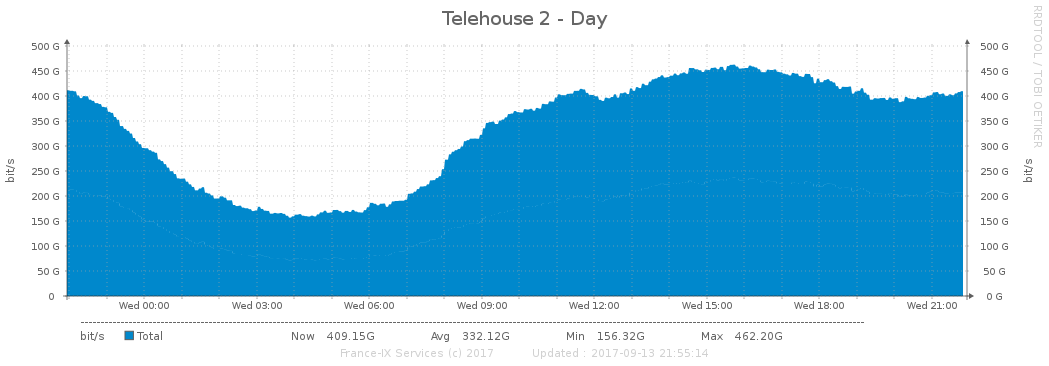 Telehouse 2 - Day
RRDTOOL / TOBI OETIKER
500 G 500 G
450 G 450 G
400 G 400 G
350 G 350 G
300 G 300 G
250 G 250 G
200 G 200 G
150 G 150 G
100 G 100 G
50 G 50 G
0 0 G
bit/s
bit/s
Wed 00:00 Wed 03:00 Wed 06:00 Wed 09:00 Wed 12:00 Wed 15:00 Wed 18:00 Wed 21:00
bit/s Total Now 409.15G Avg 332.12G Min 156.32G Max 462.20G
France-IX Services (c) 2017 Updated : 2017-09-13 21:55:14